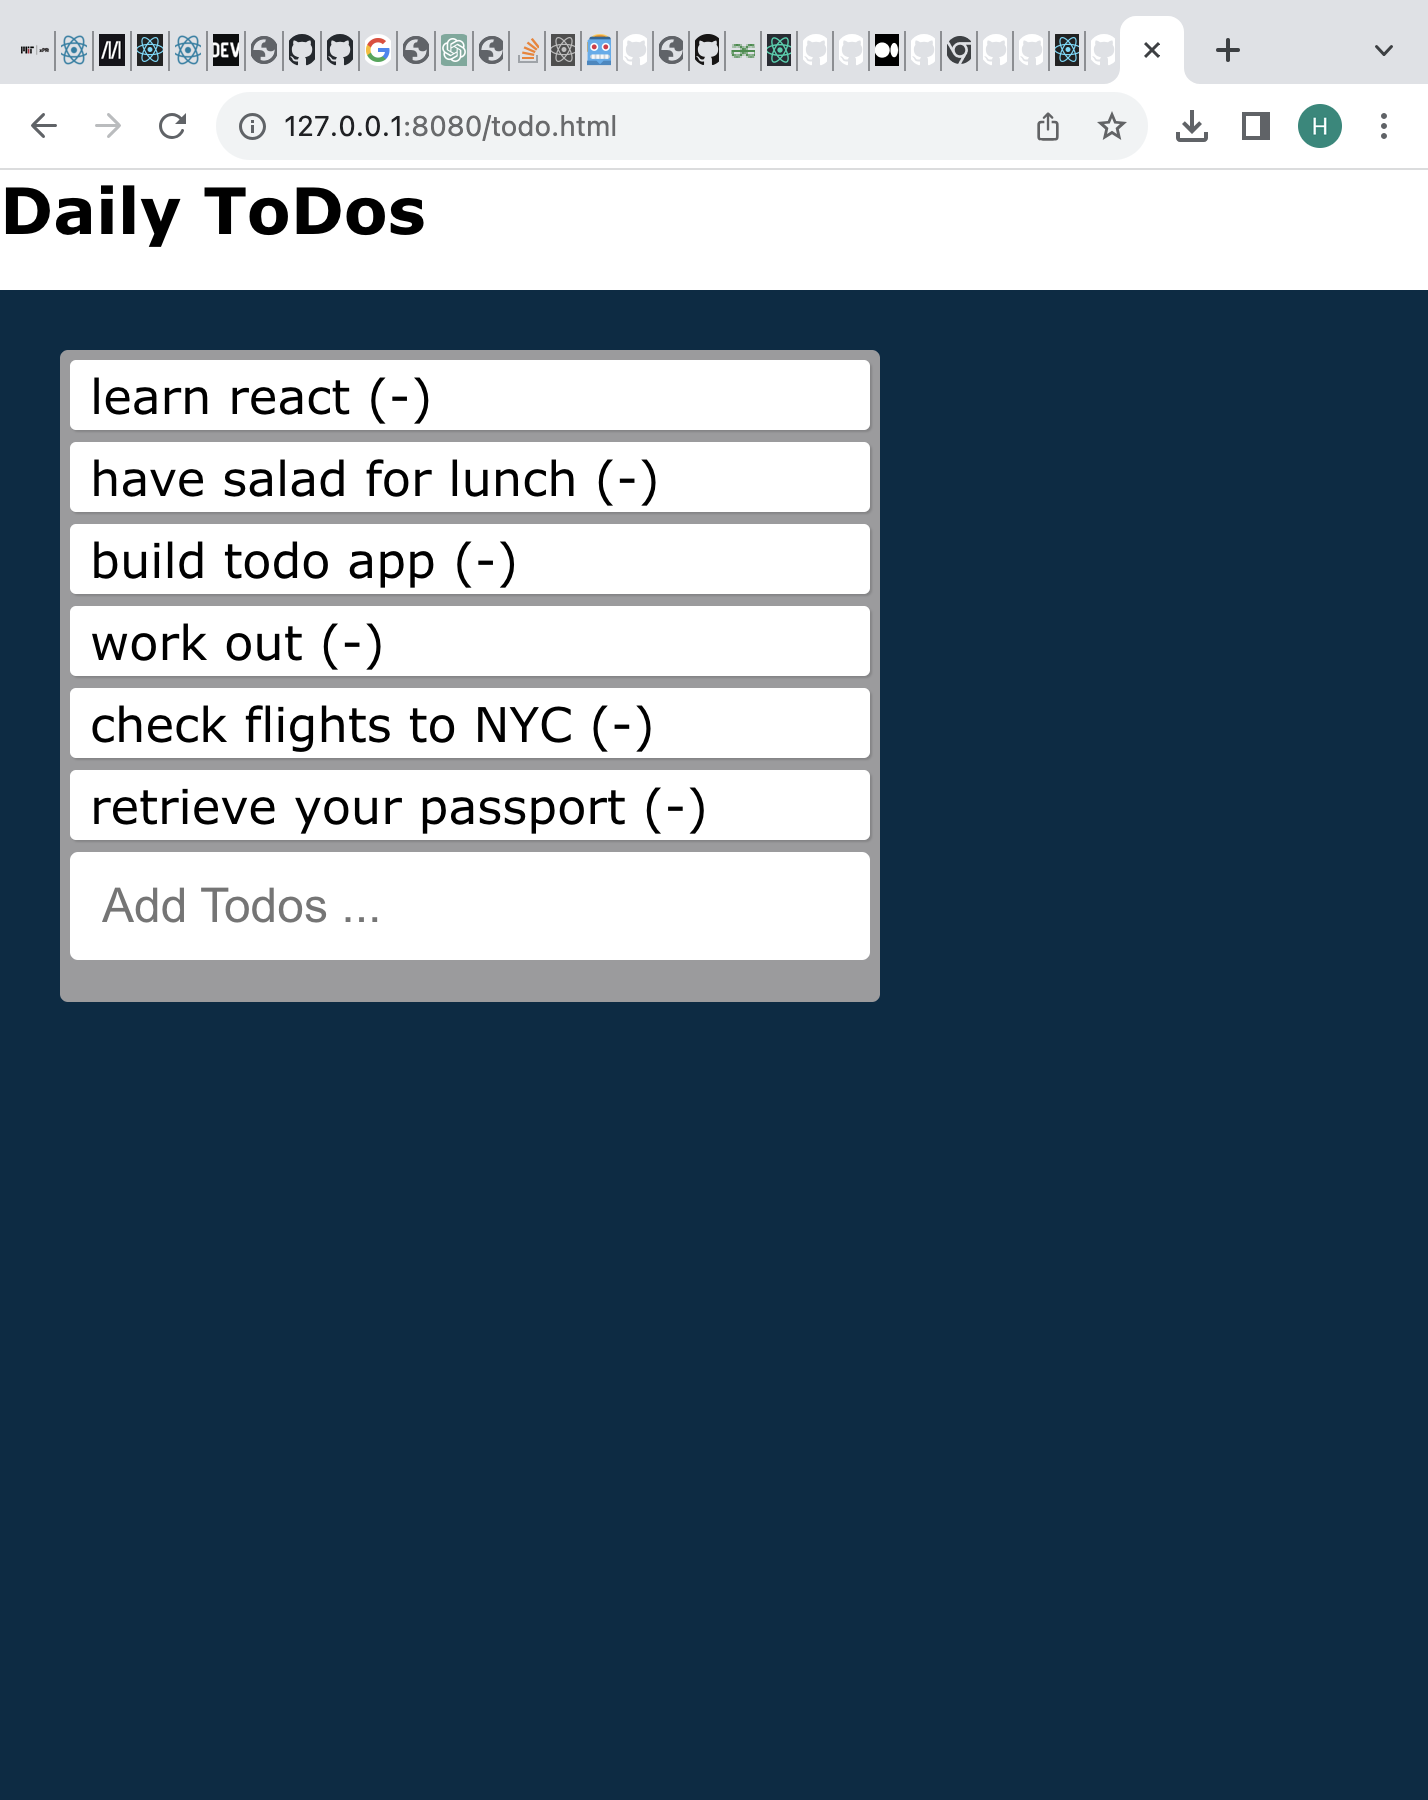 DEV
127.0.0.1:8080/todo.html
H
Daily ToDos
learn react (-)
have salad for lunch (-)
build todo app (-)
work out (-)
check flights to NYC (-)
retrieve your passport (-)
Add Todos ...